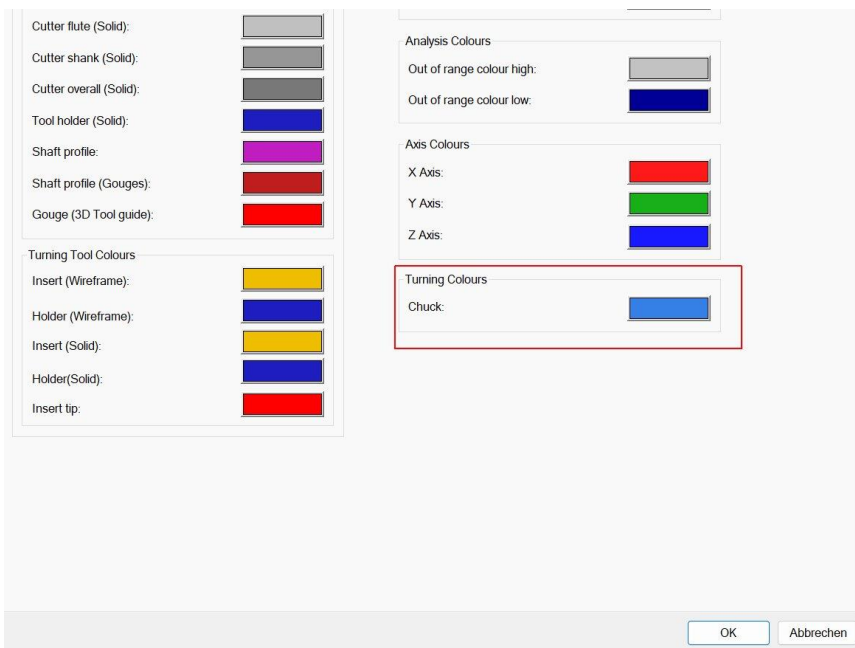 Cutter flute (Solid):
Cutter shank (Solid):
Cutter overall (Solid):
Tool holder (Solid):
Shaft profile:
Shaft profile (Gouges):
Gouge (3D Tool guide):
Turning Tool Colours
Insert (Wireframe):
Holder (Wireframe):
Insert (Solid):
Holder(Solid):
Insert tip:
Analysis Colours
Out of range colour high:
Out of range colour low:
Axis Colours
X Axis:
Y Axis:
Z Axis:
Turning Colours
Chuck:
OK
Abbrechen